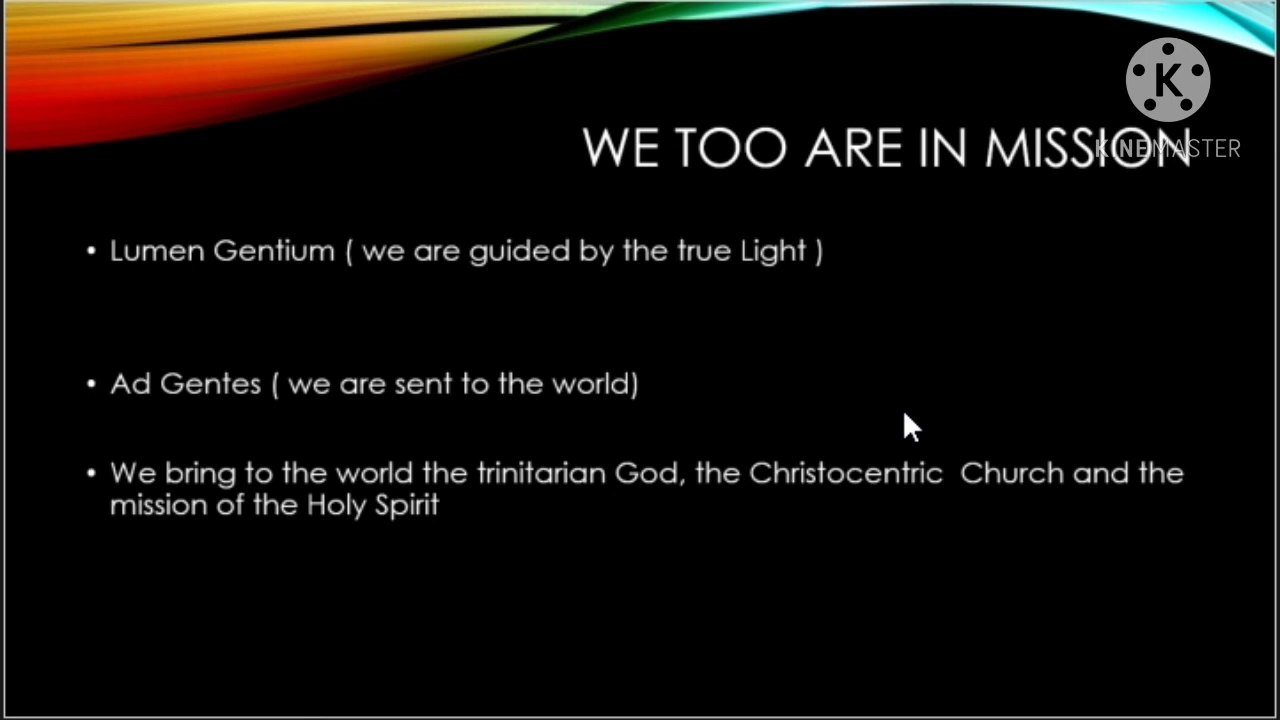 K
WE TOO ARE IN MISSION
KINEMASTER
• Lumen Gentium ( we are guided by the true Light )
• Ad Gentes ( we are sent to the world)
• We bring to the world the trinitarian God, the Christocentric  Church and the
mission of the Holy Spirit